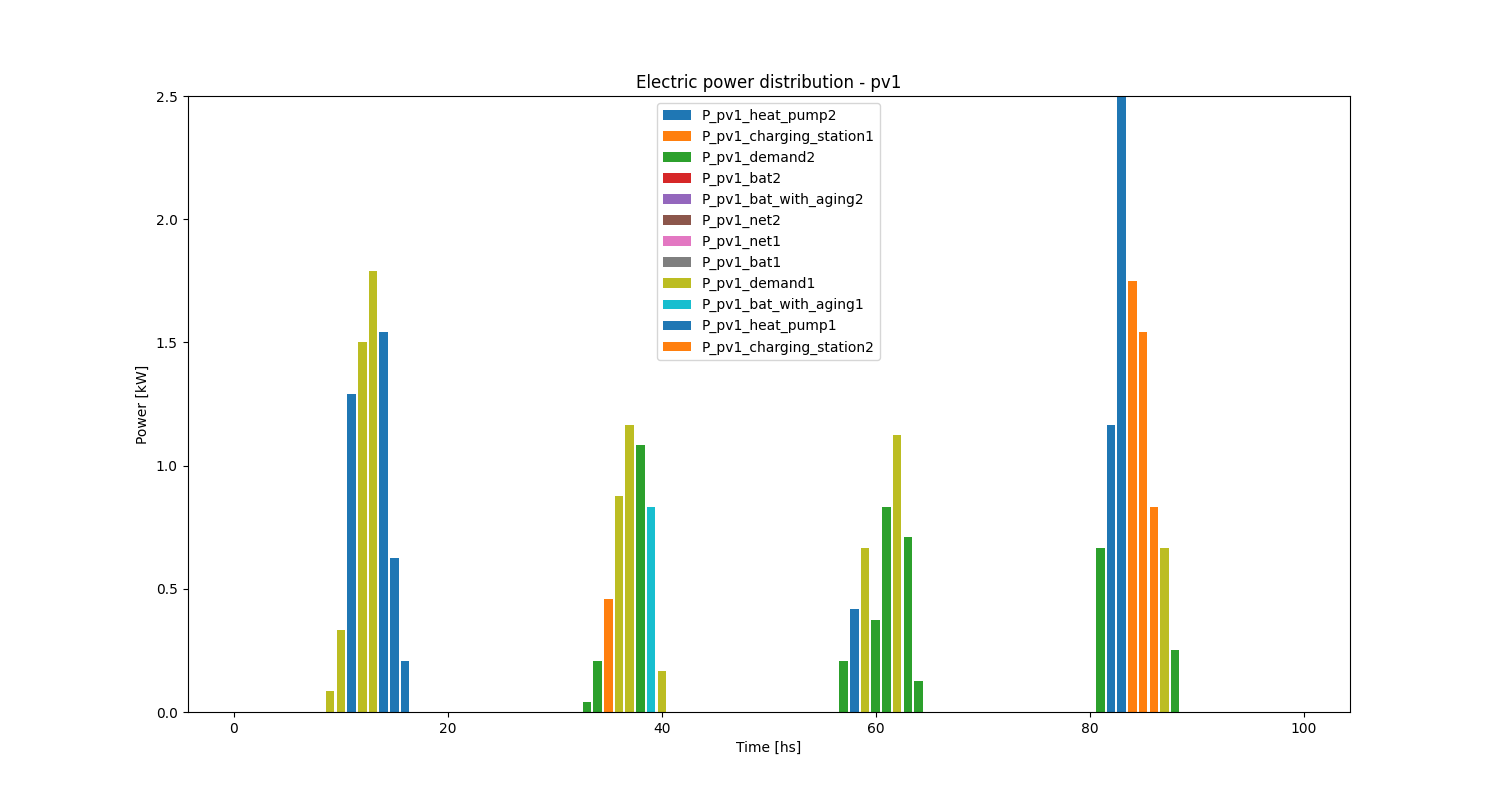 Electric power distribution - pv1
2.5
2.0
1.5
1.0
0.5
0.0
Power [kW]
P_pv1_heat_pump2
P_pv1_charging_station1
P_pv1_demand2
P_pv1_bat2
P_pv1_bat_with_aging2
P_pv1_net2
P_pv1_net1
P_pv1_bat1
P_pv1_demand1
P_pv1_bat_with_aging1
P_pv1_heat_pump1
P_pv1_charging_station2
0 20 40 60 80 100
Time [hs]